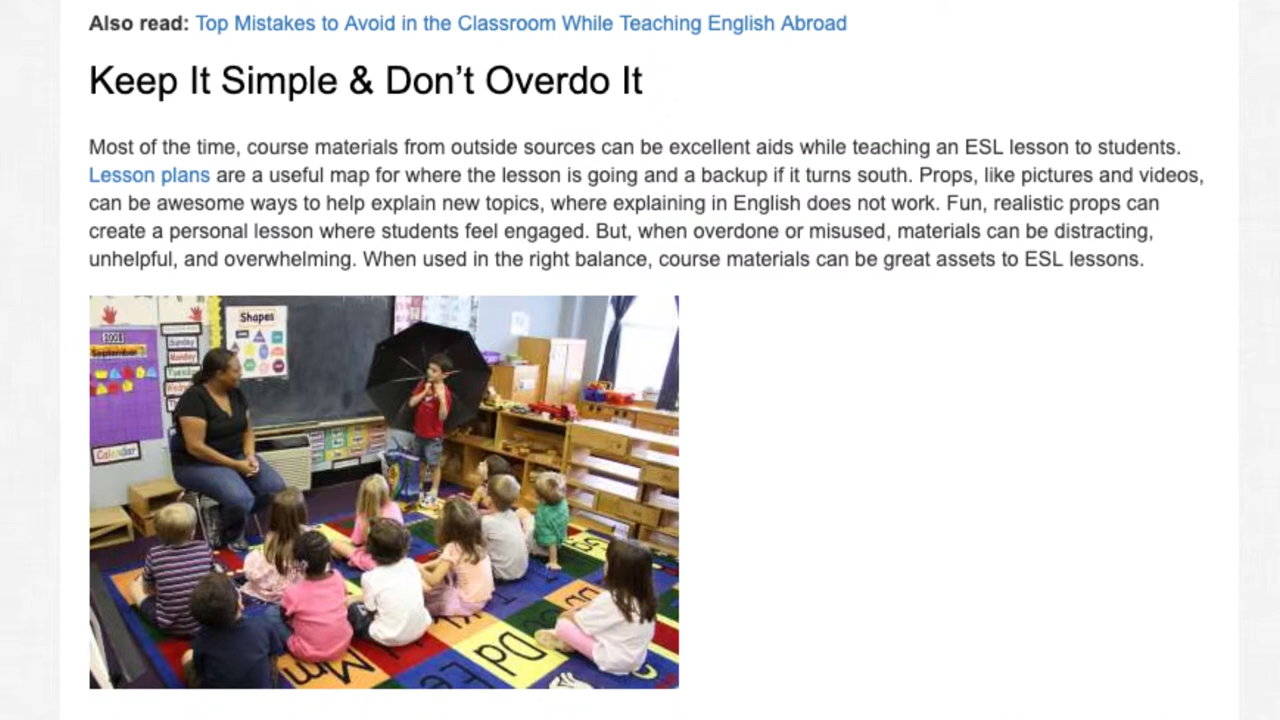 Also read: Top Mistakes to Avoid in the Classroom While Teaching English Abroad
Keep It Simple & Don’t Overdo It
Most of the time, course materials from outside sources can be excellent aids while teaching an ESL lesson to students.
Lesson plans are a useful map for where the lesson is going and a backup if it turns south. Props, like pictures and videos,
can be awesome ways to help explain new topics, where explaining in English does not work. Fun, realistic props can
create a personal lesson where students feel engaged. But, when overdone or misused, materials can be distracting,
unhelpful, and overwhelming. When used in the right balance, course materials can be great assets to ESL lessons.
Shapes
September
Sunday
Monday
Calendar
Mm
Dd